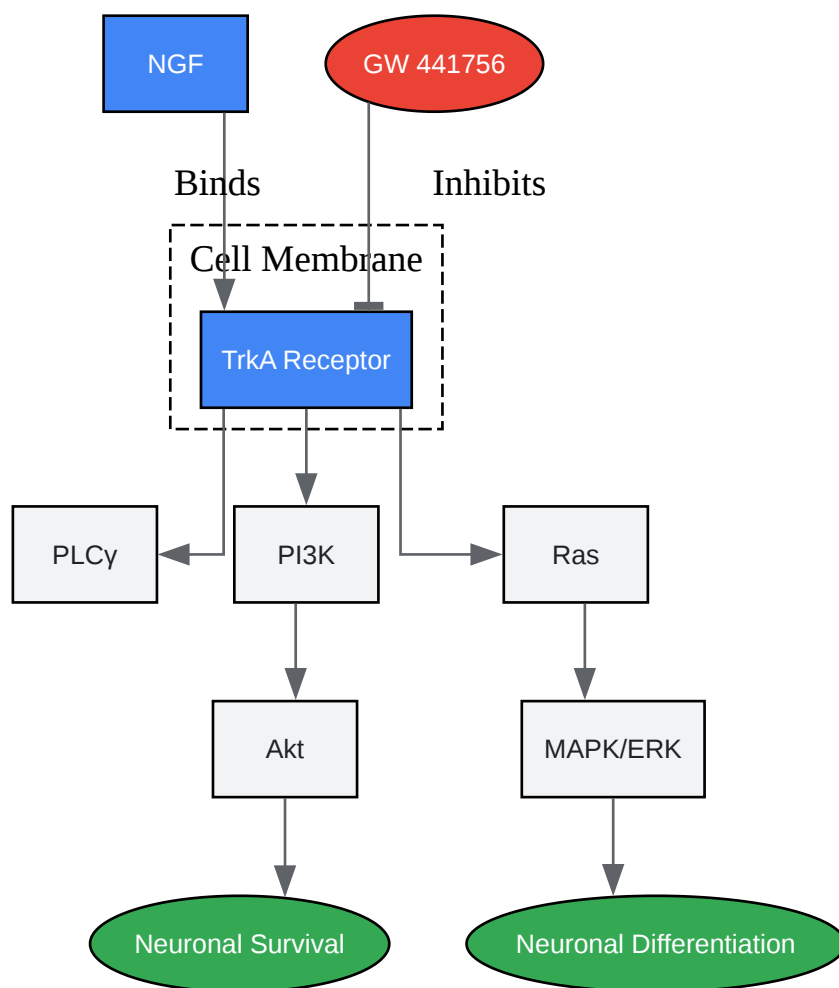 NGF
GW 441756
Binds
Inhibits
Cell Membrane
TrkA Receptor
PLCγ
PI3K
Ras
Akt
MAPK/ERK
Neuronal Survival
Neuronal Differentiation